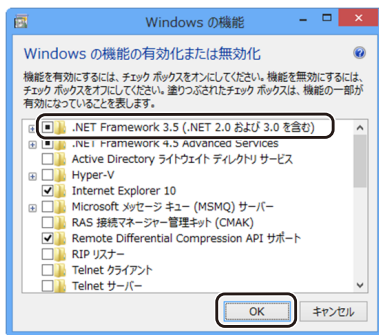 Windows の機能
Windows の機能の有効化または無効化
機能を有効にするには、チェック ボックスをオンにしてください。機能を無効にするには、
チェック ボックスをオフにしてください。塗りつぶされたチェック ボックスは、機能の一部が
有効になっていることを表します。
.NET Framework 3.5 (.NET 2.0 および 3.0 を含む)
.NET Framework 4.5 Advanced Services
Active Directory ライトウェイト ディレクトリ サービス
Hyper-V
Internet Explorer 10
Microsoft メッセージ キュー (MSMQ) サーバー
RAS 接続マネージャー管理キット (CMAK)
Remote Differential Compression API サポート
RIP リスナー
Telnet クライアント
Telnet サーバー
OK
キャンセル